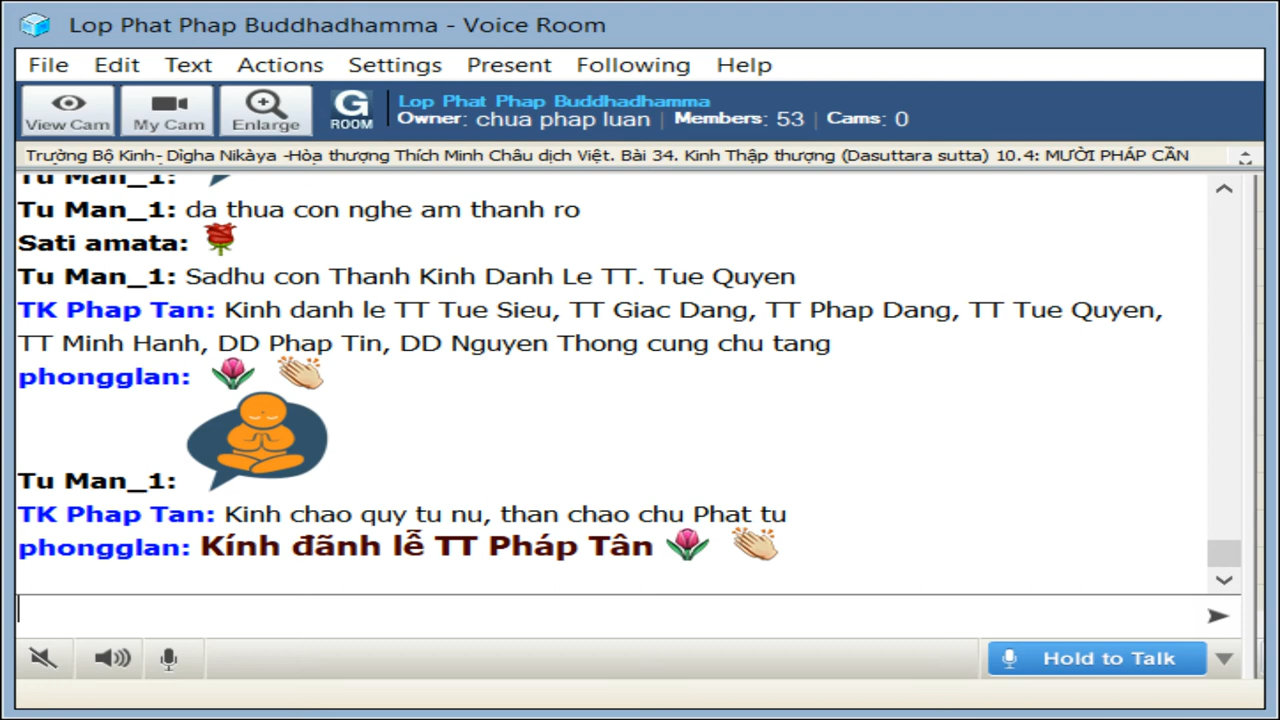 Lop Phat Phap Buddhadhamma - Voice Room
File Edit Text Actions Settings Present Following Help
View Cam My Cam Enlarge G ROOM
Lop Phat Phap Buddhadhamma
Owner: chua phap luan | Members: 53 | Cams: 0
Trường Bộ Kinh- Dìgha Nikàya -Hòạ thượng Thích Minh Châu dịch Việt. Bài 34. Kinh Thập thượng (Dasuttara sutta) 10.4: MƯỜI PHÁP CẦN
Tu Man_1:
Tu Man_1: da thua con nghe am thanh ro
Sati amata:
Tu Man_1: Sadhu con Thanh Kinh Danh Le TT. Tue Quyen
TK Phap Tan: Kinh danh le TT Tue Sieu, TT Giac Dang, TT Phap Dang, TT Tue Quyen,
TT Minh Hanh, DD Phap Tin, DD Nguyen Thong cung chu tang
phongglan:
Tu Man_1:
TK Phap Tan: Kinh chao quy tu nu, than chao chu Phat tu
phongglan: Kính đãnh lễ TT Pháp Tân
Hold to Talk